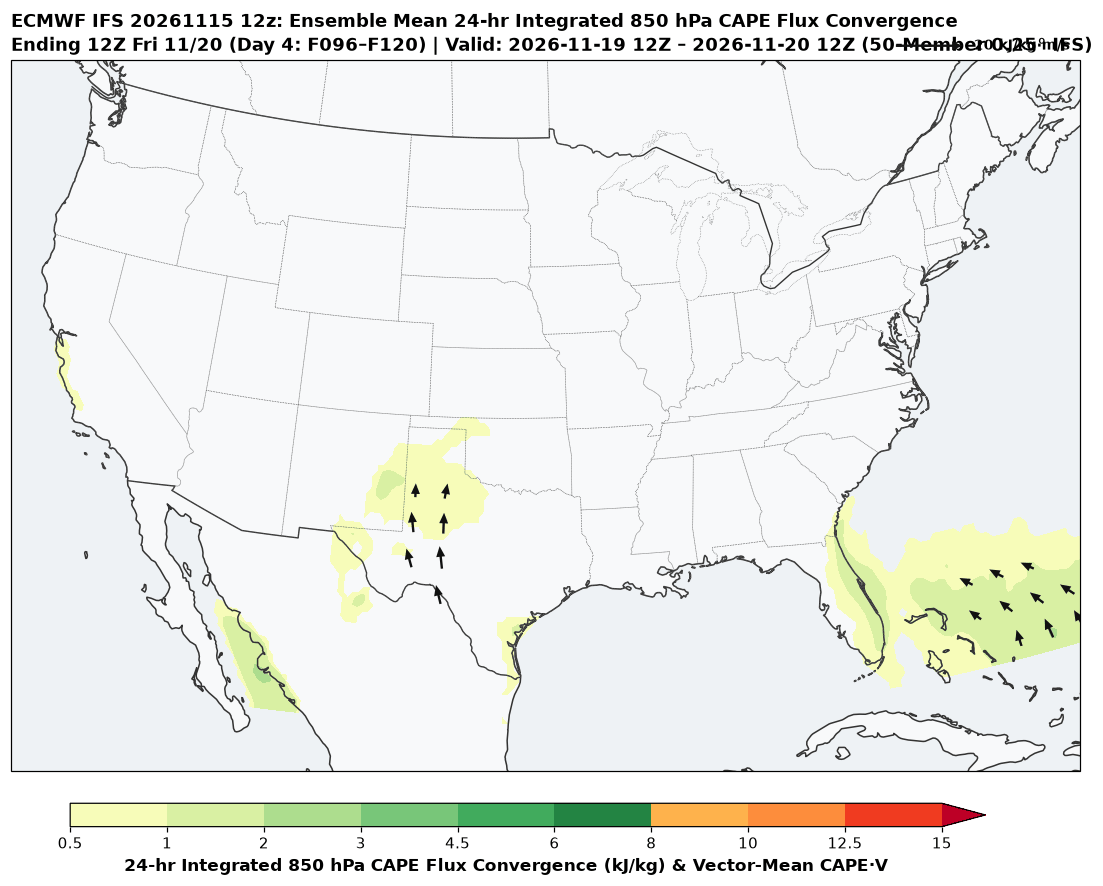 ECMWF IFS 20261115 12z: Ensemble Mean 24-hr Integrated 850 hPa CAPE Flux Convergence
Ending 12Z Fri 11/20 (Day 4: F096–F120) | Valid: 2026-11-19 12Z – 2026-11-20 12Z (50-Member 0.25° IFS)
0.5 1 2 3 4.5 6 8 10 12.5 15
24-hr Integrated 850 hPa CAPE Flux Convergence (kJ/kg) & Vector-Mean CAPE·V